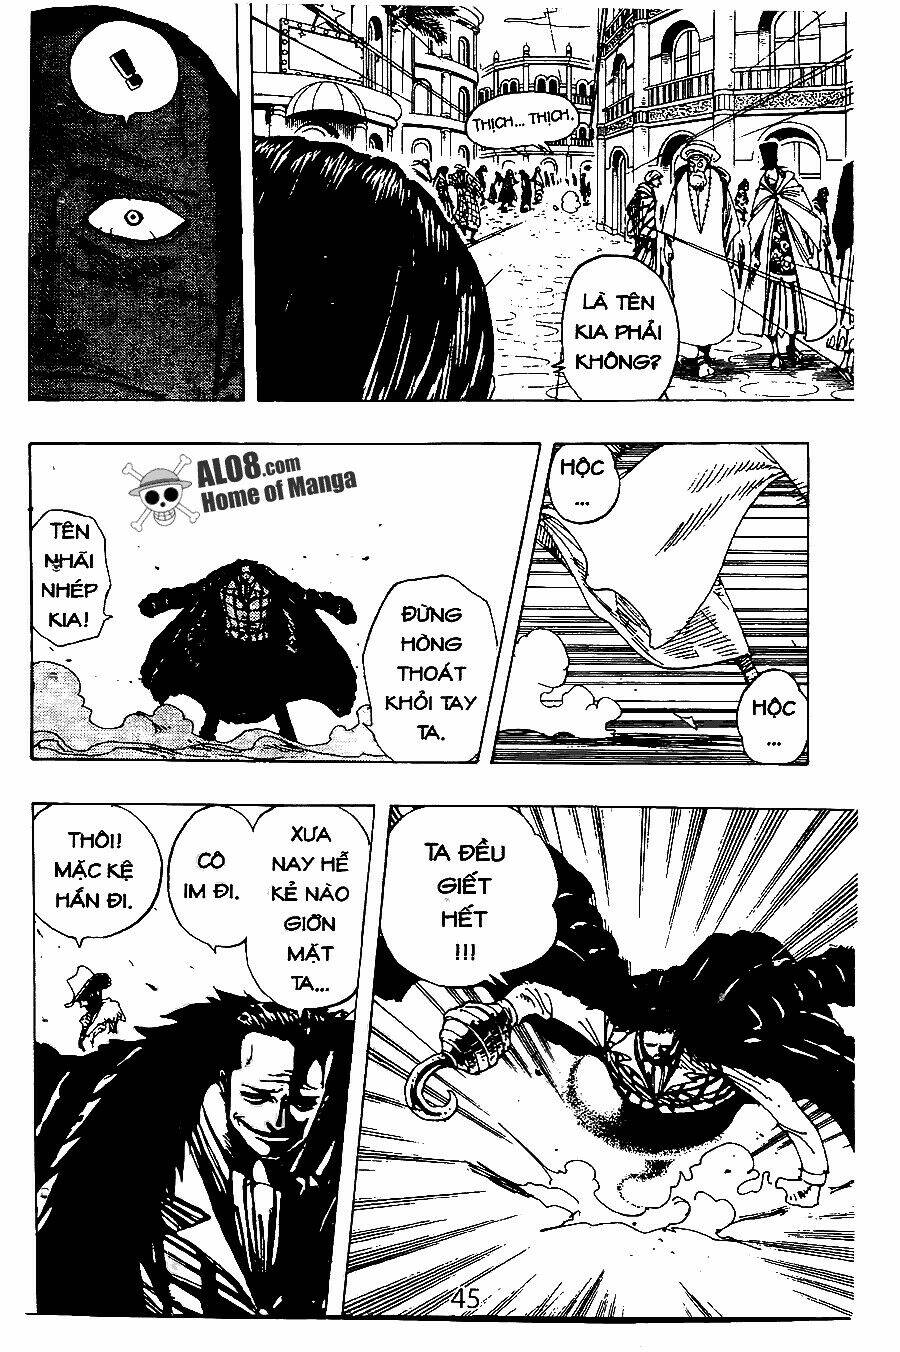 !
THỊCH... THỊCH.
LÀ TÊN
KIA PHẢI
KHÔNG?
AL08.com
Home of Manga
TÊN
NHÃI
NHÉP
KIA!
ĐỪNG
HÒNG
THOÁT
KHỎI TAY
TA.
HỘC
...
HỘC
...
THÔI!
MẶC KỆ
HẮN ĐI.
CÔ
IM ĐI.
XƯA
NAY HỄ
KẺ NÀO
GIỠN
MẶT
TA...
TA ĐỀU
GIẾT
HẾT
!!!
45